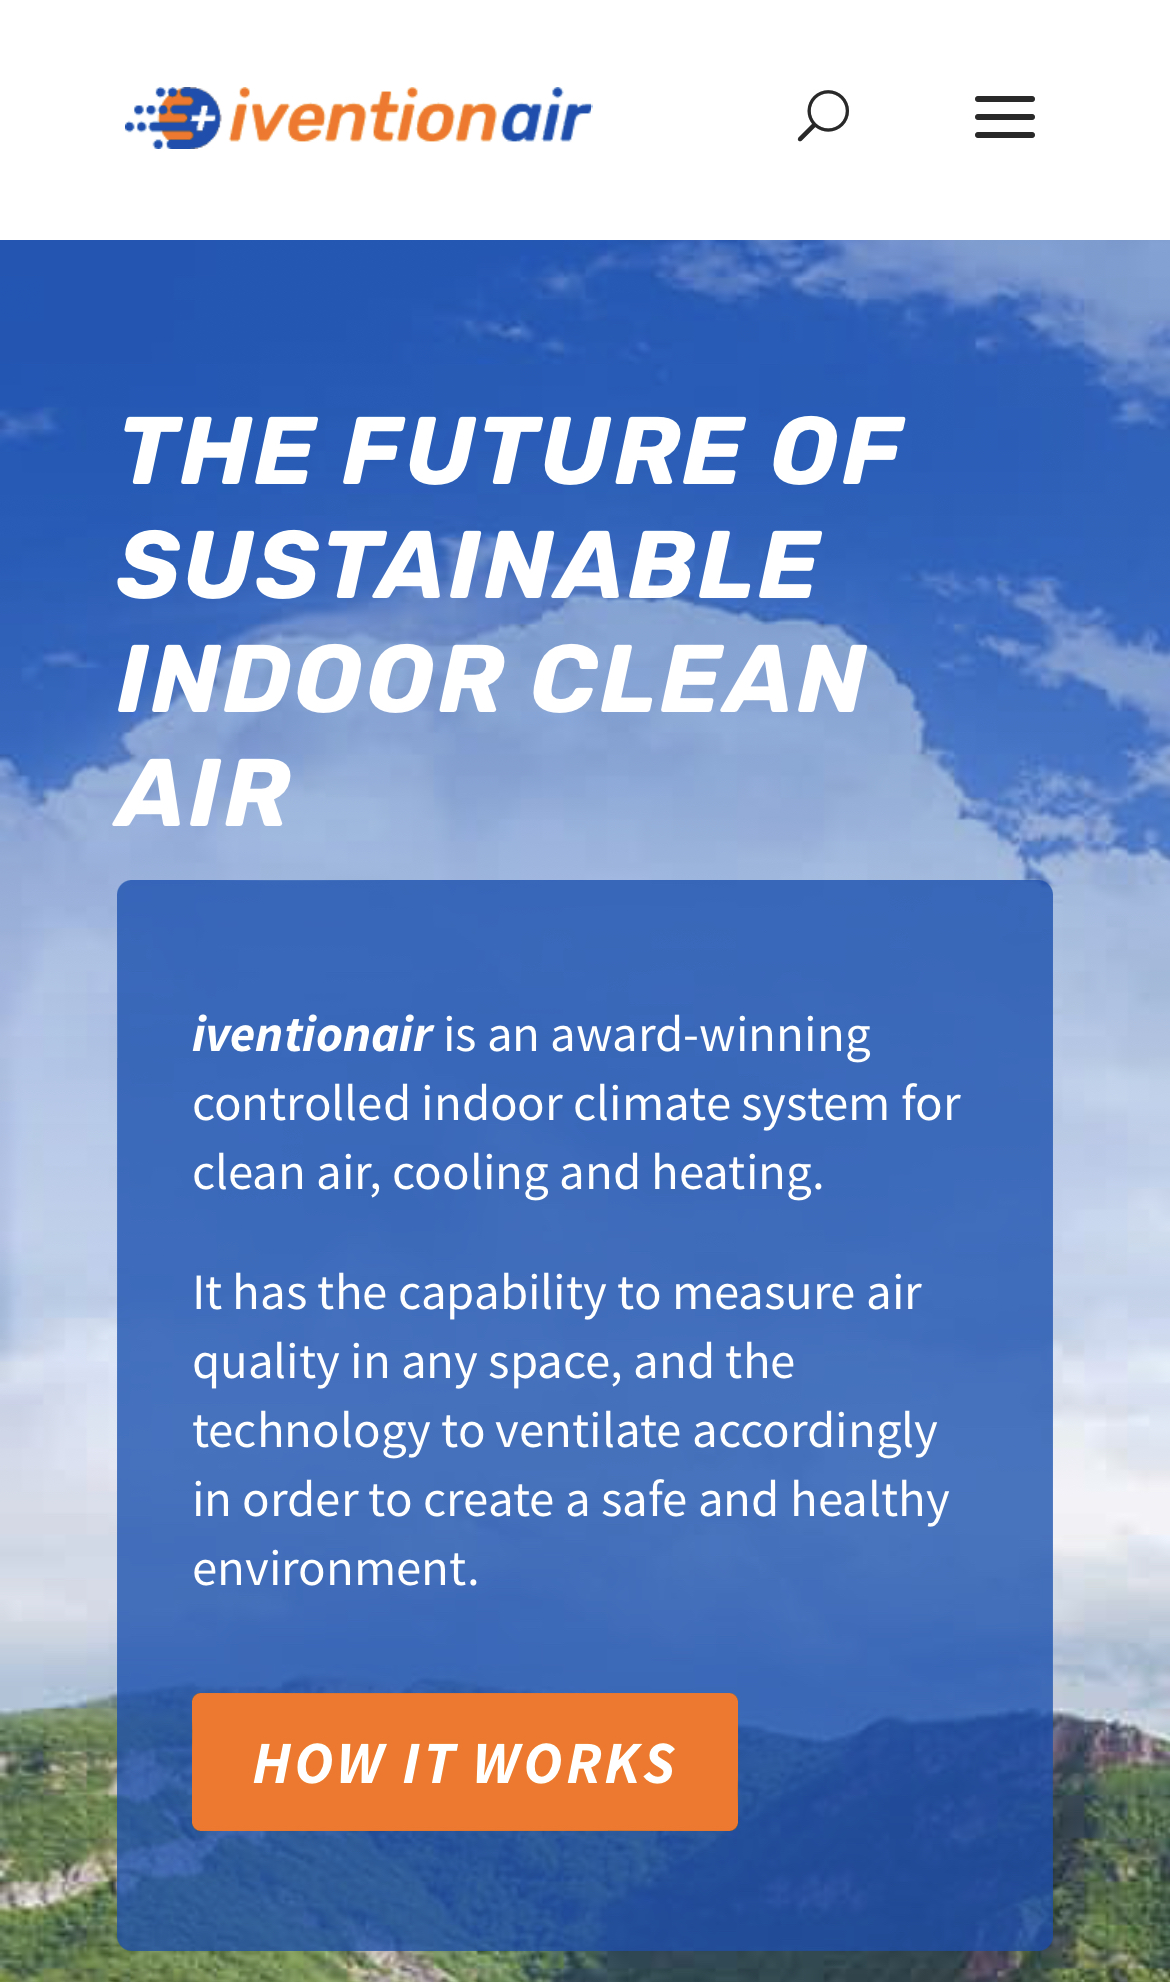 iventionair
THE FUTURE OF
SUSTAINABLE
INDOOR CLEAN
AIR
iventionair is an award-winning
controlled indoor climate system for
clean air, cooling and heating.
It has the capability to measure air
quality in any space, and the
technology to ventilate accordingly
in order to create a safe and healthy
environment.
HOW IT WORKS